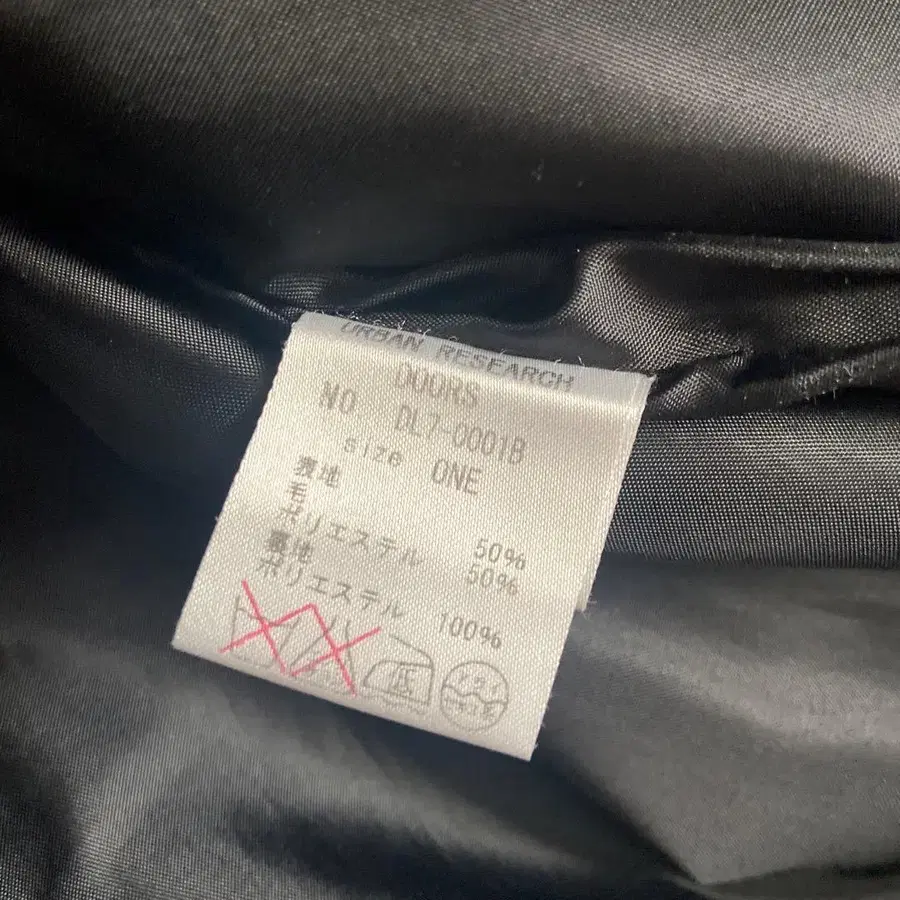 URBAN RESEARCH
DOORS
NO DL7-0001B
Size ONE
表地
毛 50%
ポリエステル 50%
裏地
ポリエステル 100%